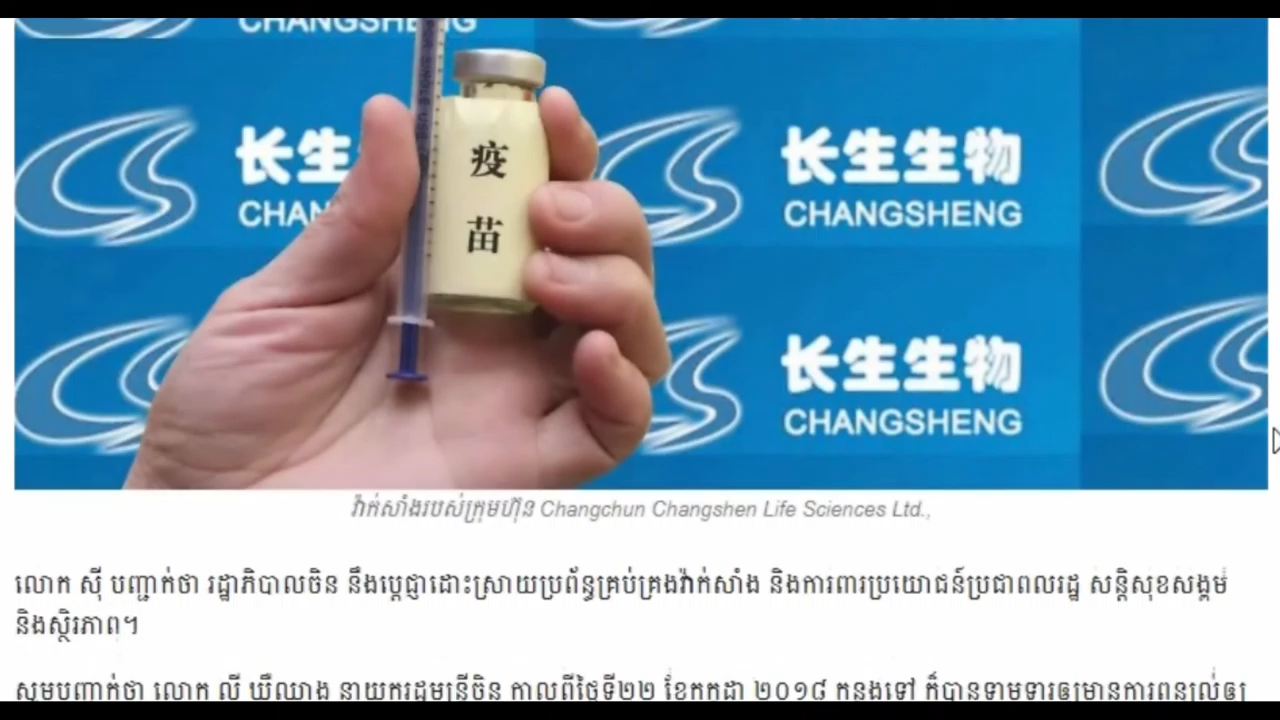 CHANGSHENG
长生
CHAN
长生生物
CHANGSHENG
疫
苗
长生生物
CHANGSHENG
វ៉ាក់សាំងរបស់ក្រុមហ៊ុន Changchun Changshen Life Sciences Ltd.,
លោក ស៊ី បញ្ជាក់ថា រដ្ឋាភិបាលចិន នឹងប្ដេជ្ញាដោះស្រាយប្រព័ន្ធគ្រប់គ្រងវ៉ាក់សាំង និងការពារប្រយោជន៍ប្រជាពលរដ្ឋ សន្តិសុខសង្គម
និងស្ថិរភាព។
សូមបញ្ជាក់ថា លោក លី ឃឺឈាង នាយករដ្ឋមន្ត្រីចិន កាលពីថ្ងៃទី២២ ខែកក្កដា ២០១៨ កន្លងទៅ ក៏បានទាមទារឲ្យមានការពន្យល់ឲ្យ